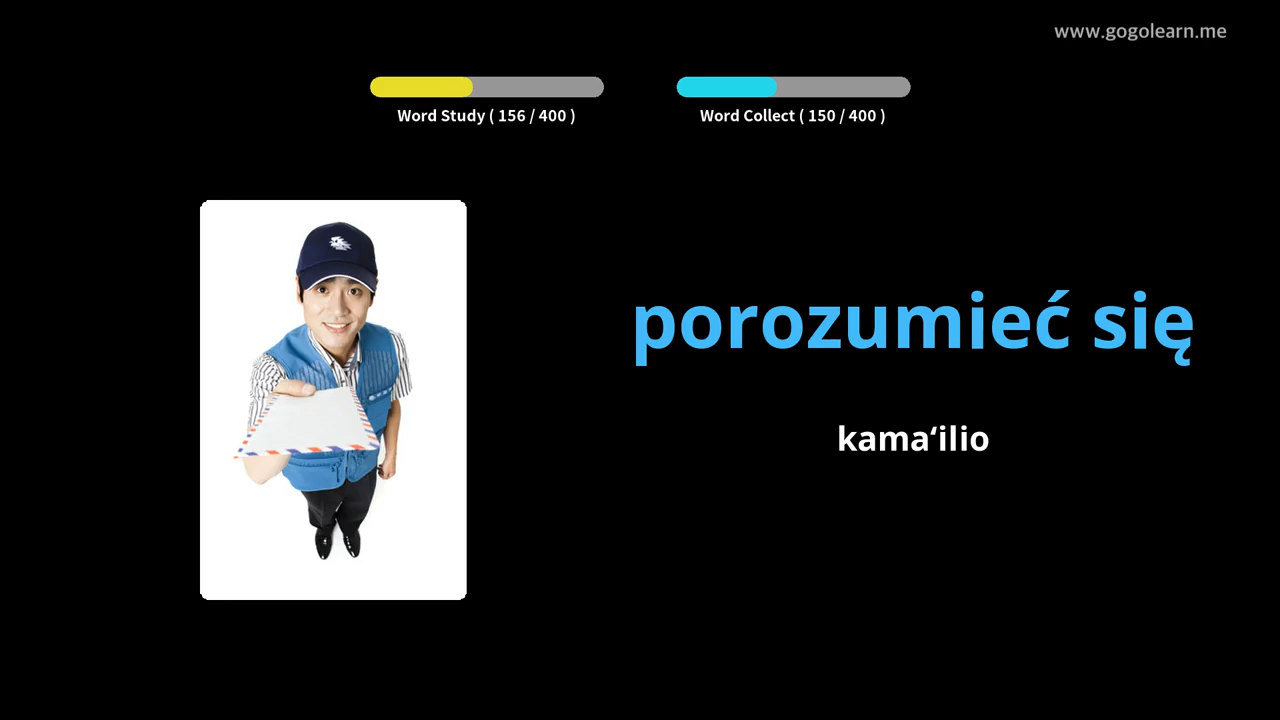 www.gogolearn.me
Word Study ( 156 / 400 )
Word Collect ( 150 / 400 )
porozumieć się
kamaʻilio